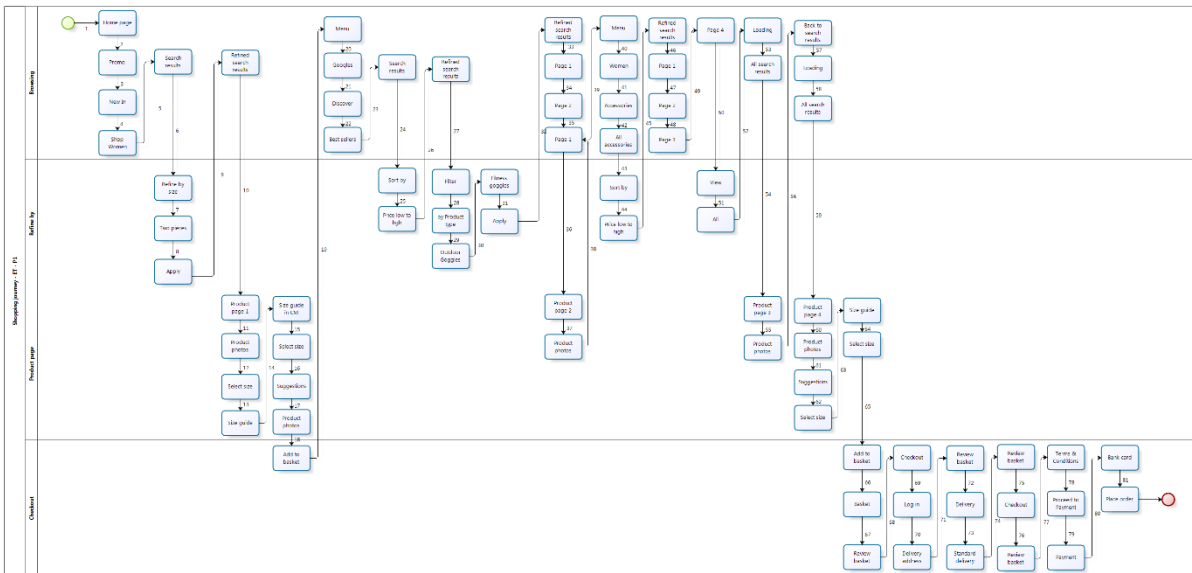 Shopping journey - ET - P1
Browsing
Home page
Promo
New in
Shop
Women
Search
results
Refined
search
results
Menu
Goggles
Discover
Best sellers
Search
results
Refined
search
results
Refined
search results
Page 1
Page 2
Page 1
Menu
Women
Accessories
All
accessories
Refined
search
results
Page 1
Page 2
Page 3
Page 4
Loading
All search
results
Back to
search
results
Loading
All search
results
Refine by
Refine by
size
Two pieces
Apply
Sort by
Price low to
high
Filter
by Product
type
Outdoor
Goggles
Fitness
goggles
Apply
Sort by
Price low to
high
View
All
Product page
Product
page 1
Product
photos
Select size
Size guide
Size guide
in cm
Select size
Suggestions
Product
photos
Product
page 2
Product
photos
Product
page 3
Product
photos
Product
page 4
Product
photos
Suggestions
Select size
Size guide
Select size
Checkout
Add to
basket
Add to
basket
Basket
Review
basket
Checkout
Log in
Delivery
address
Review
basket
Delivery
Standard
delivery
Review
basket
Checkout
Review
basket
Terms &
Conditions
Proceed to
Payment
Payment
Bank card
Place order